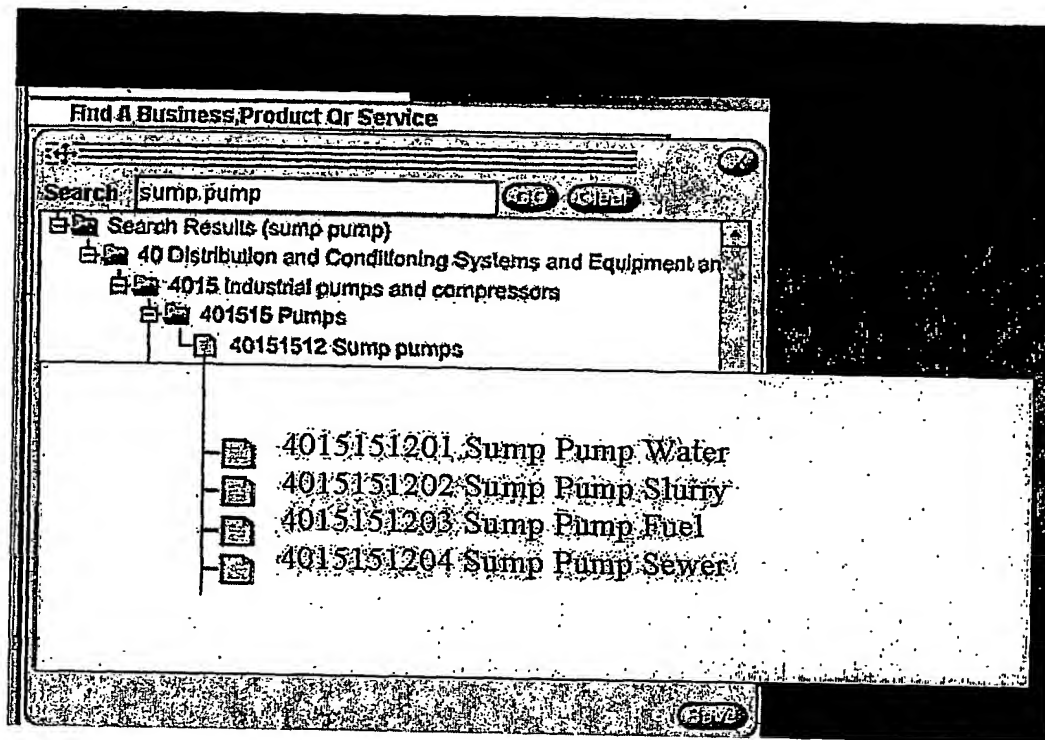 Find A Business,Product Or Service
Search sump pump GO Clear
Search Results (sump pump)
40 Distribution and Conditioning Systems and Equipment an
4015 Industrial pumps and compressors
401515 Pumps
40151512 Sump pumps
4015151201 Sump Pump Water
4015151202 Sump Pump Slurry
4015151203 Sump Pump Fuel
4015151204 Sump Pump Sewer
Save